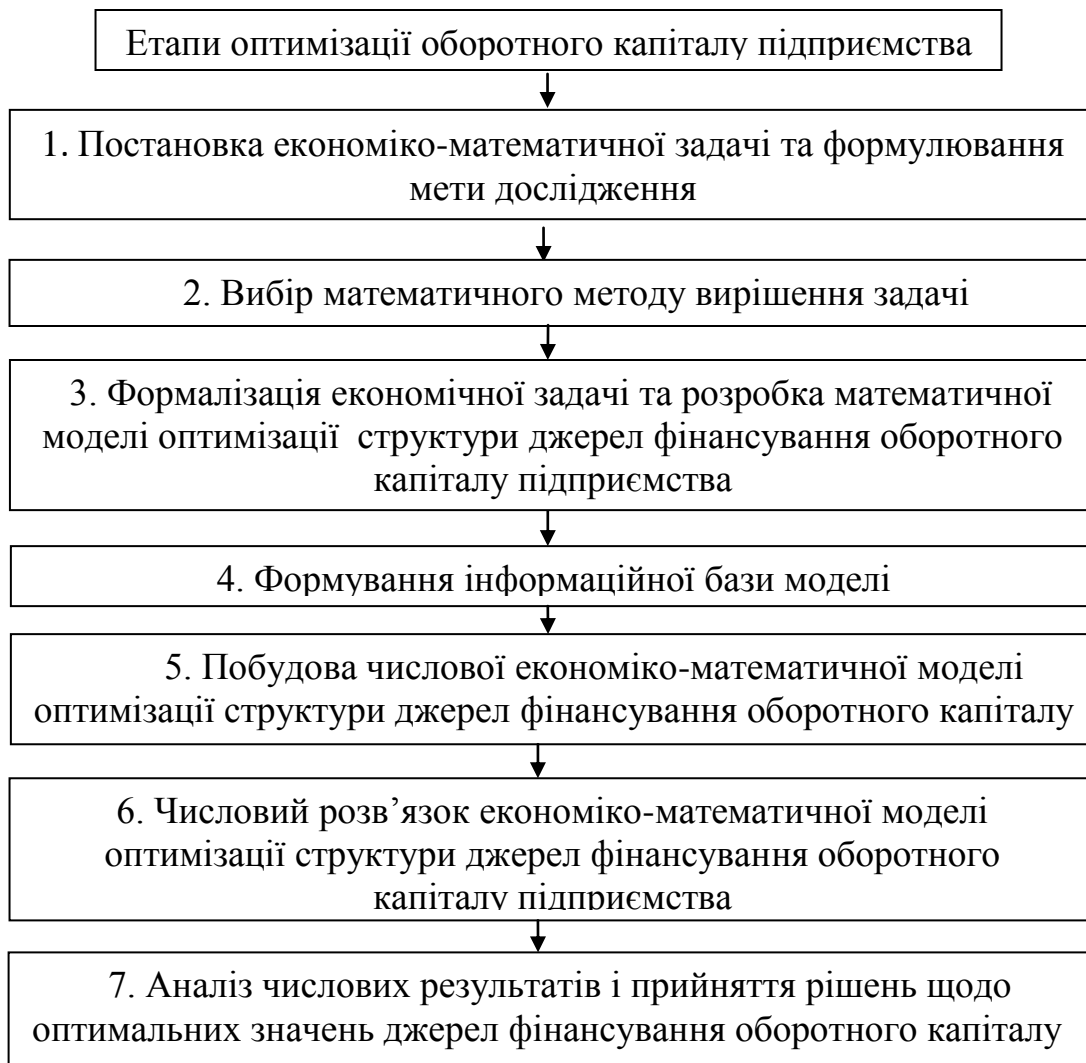 Етапи оптимізації оборотного капіталу підприємства
1. Постановка економіко-математичної задачі та формулювання
мети дослідження
2. Вибір математичного методу вирішення задачі
3. Формалізація економічної задачі та розробка математичної
моделі оптимізації структури джерел фінансування оборотного
капіталу підприємства
4. Формування інформаційної бази моделі
5. Побудова числової економіко-математичної моделі
оптимізації структури джерел фінансування оборотного капіталу
6. Числовий розв’язок економіко-математичної моделі
оптимізації структури джерел фінансування оборотного
капіталу підприємства
7. Аналіз числових результатів і прийняття рішень щодо
оптимальних значень джерел фінансування оборотного капіталу